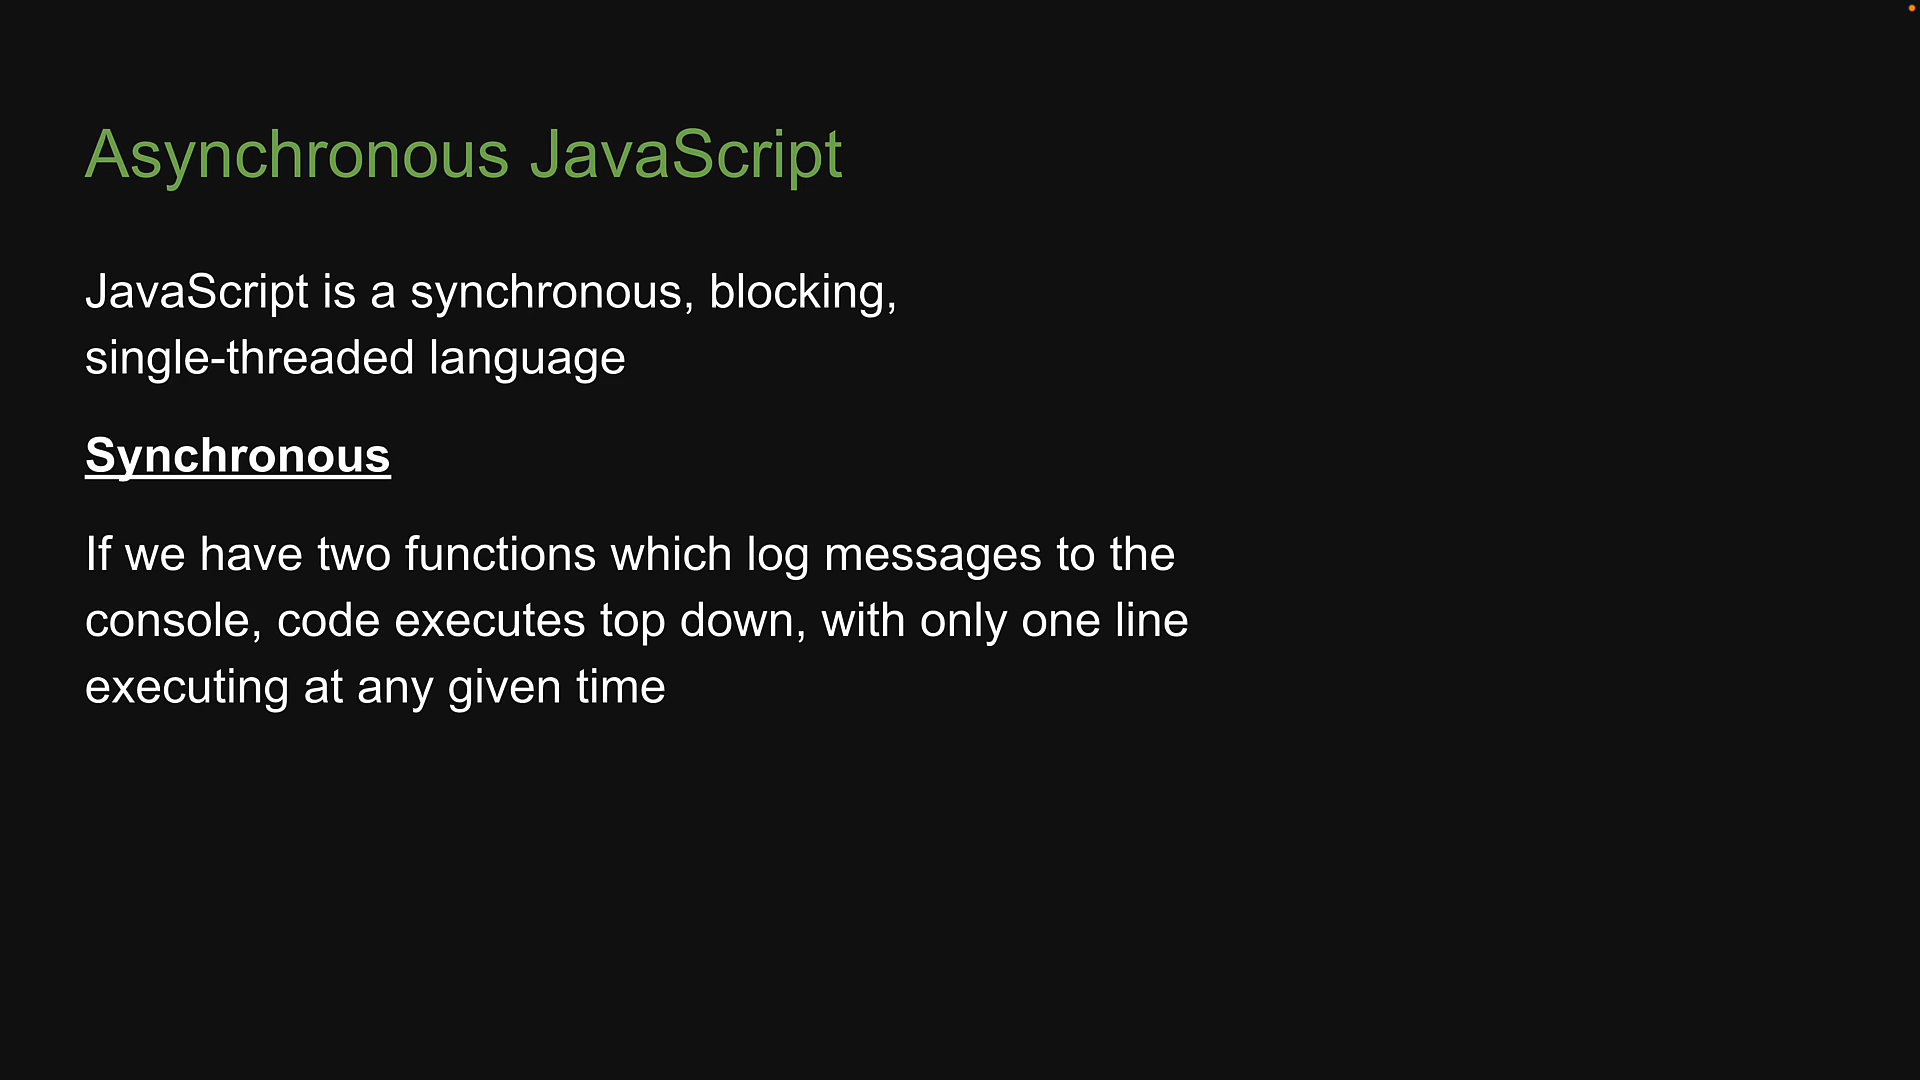 Asynchronous JavaScript
JavaScript is a synchronous, blocking,
single-threaded language
Synchronous
If we have two functions which log messages to the
console, code executes top down, with only one line
executing at any given time